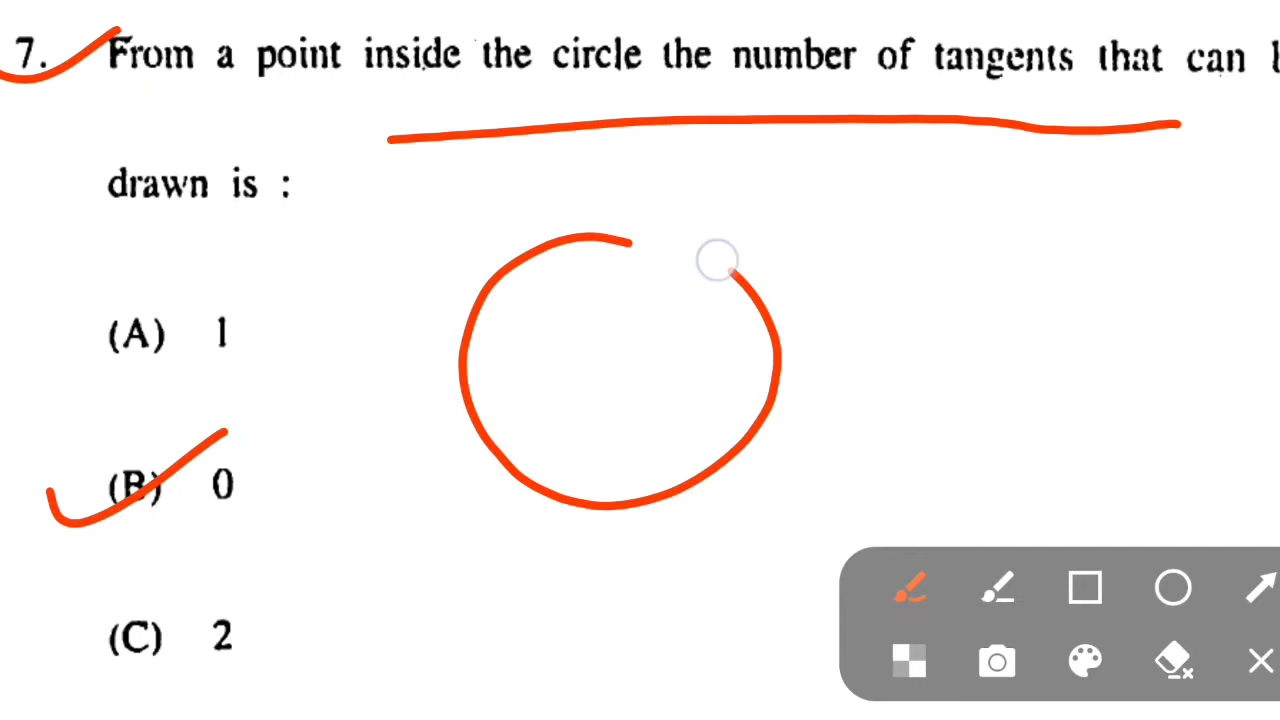 7. From a point inside the circle the number of tangents that can
drawn is :
(A) 1
(B) 0
(C) 2